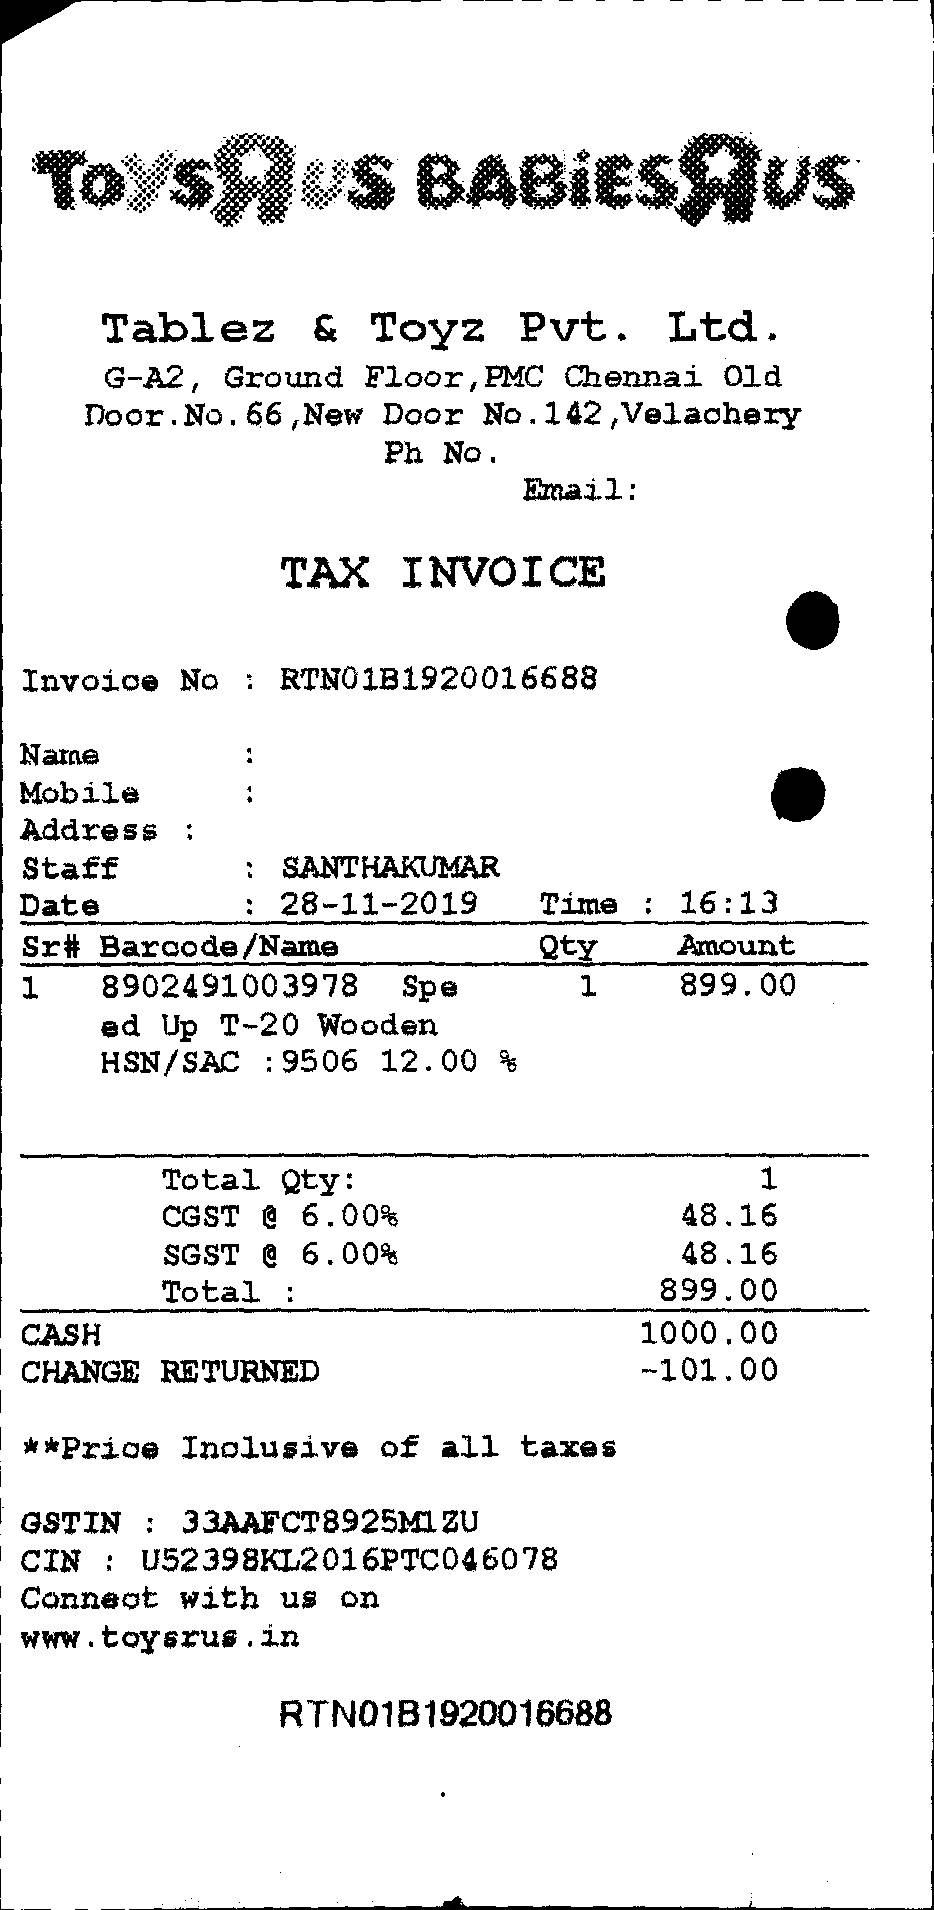 TOYSRUS BABiESRUS
Tablez & Toyz Pvt. Ltd.
G-A2, Ground Floor,PMC Chennai Old
Door.No.66,New Door No.142,Velachery
Ph No.
Email:
TAX INVOICE
Invoice No : RTN01B1920016688
Name :
Mobile :
Address :
Staff : SANTHAKUMAR
Date : 28-11-2019 Time : 16:13
Sr# Barcode/Name Qty Amount
1 8902491003978 Spe 1 899.00
ed Up T-20 Wooden
HSN/SAC :9506 12.00 %
Total Qty: 1
CGST @ 6.00% 48.16
SGST @ 6.00% 48.16
Total : 899.00
CASH 1000.00
CHANGE RETURNED -101.00
**Price Inclusive of all taxes
GSTIN : 33AAFCT8925M1ZU
CIN : U52398KL2016PTC046078
Connect with us on
www.toysrus.in
RTN01B1920016688